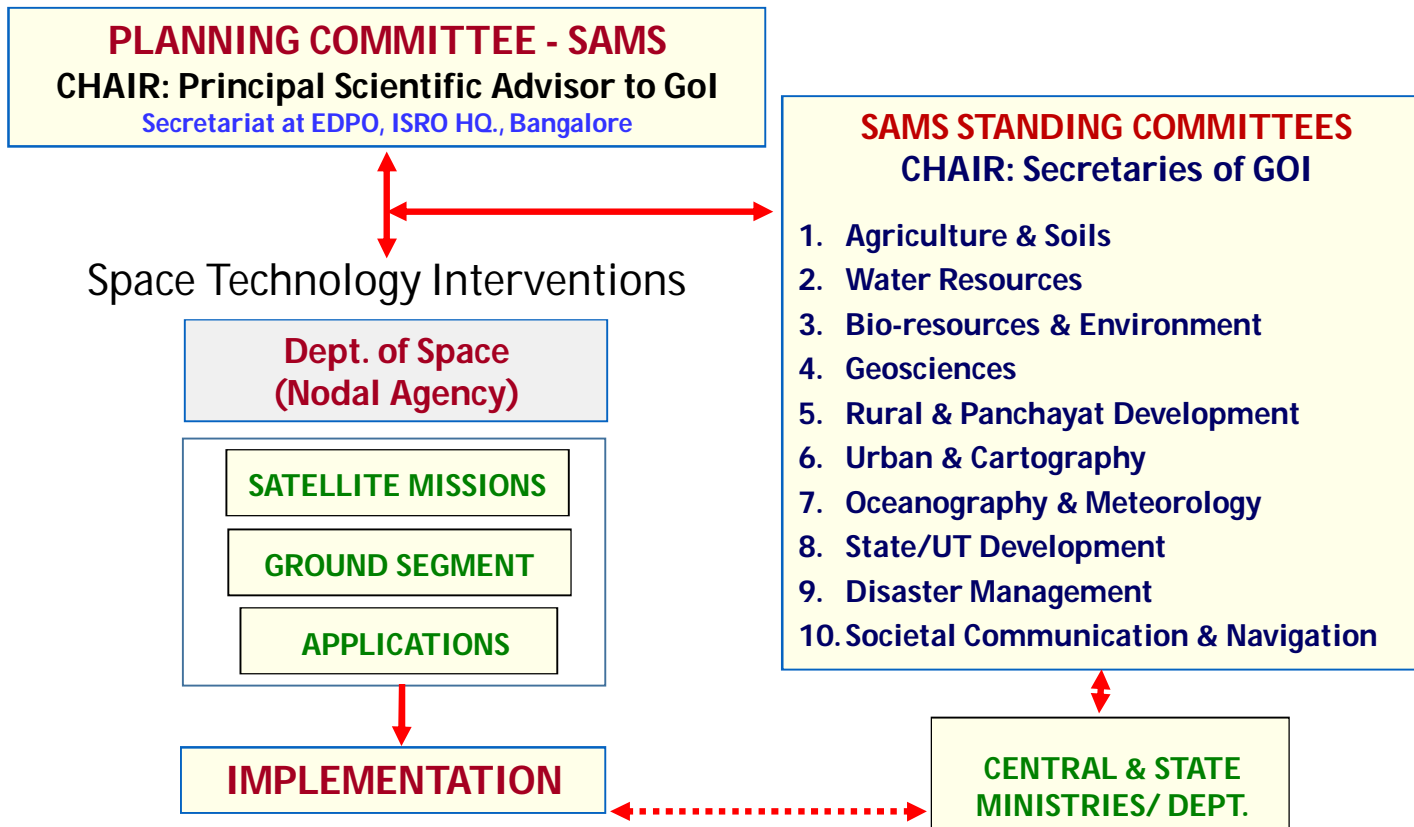 PLANNING COMMITTEE - SAMS
CHAIR: Principal Scientific Advisor to GoI
Secretariat at EDPO, ISRO HQ., Bangalore
SAMS STANDING COMMITTEES
CHAIR: Secretaries of GOI
1. Agriculture & Soils
2. Water Resources
3. Bio-resources & Environment
4. Geosciences
5. Rural & Panchayat Development
6. Urban & Cartography
7. Oceanography & Meteorology
8. State/UT Development
9. Disaster Management
10. Societal Communication & Navigation
Space Technology Interventions
Dept. of Space
(Nodal Agency)
SATELLITE MISSIONS
GROUND SEGMENT
APPLICATIONS
IMPLEMENTATION
CENTRAL & STATE
MINISTRIES/ DEPT.